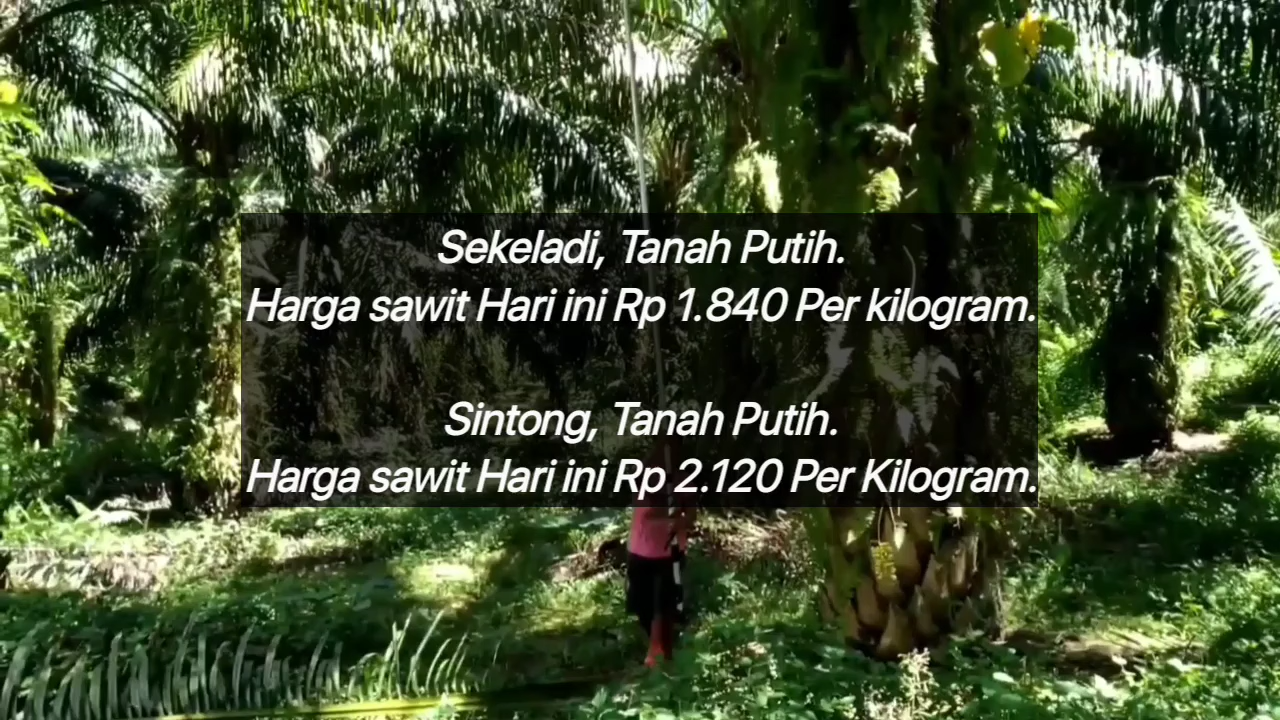 Sekeladi, Tanah Putih.
Harga sawit Hari ini Rp 1.840 Per kilogram.
Sintong, Tanah Putih.
Harga sawit Hari ini Rp 2.120 Per Kilogram.